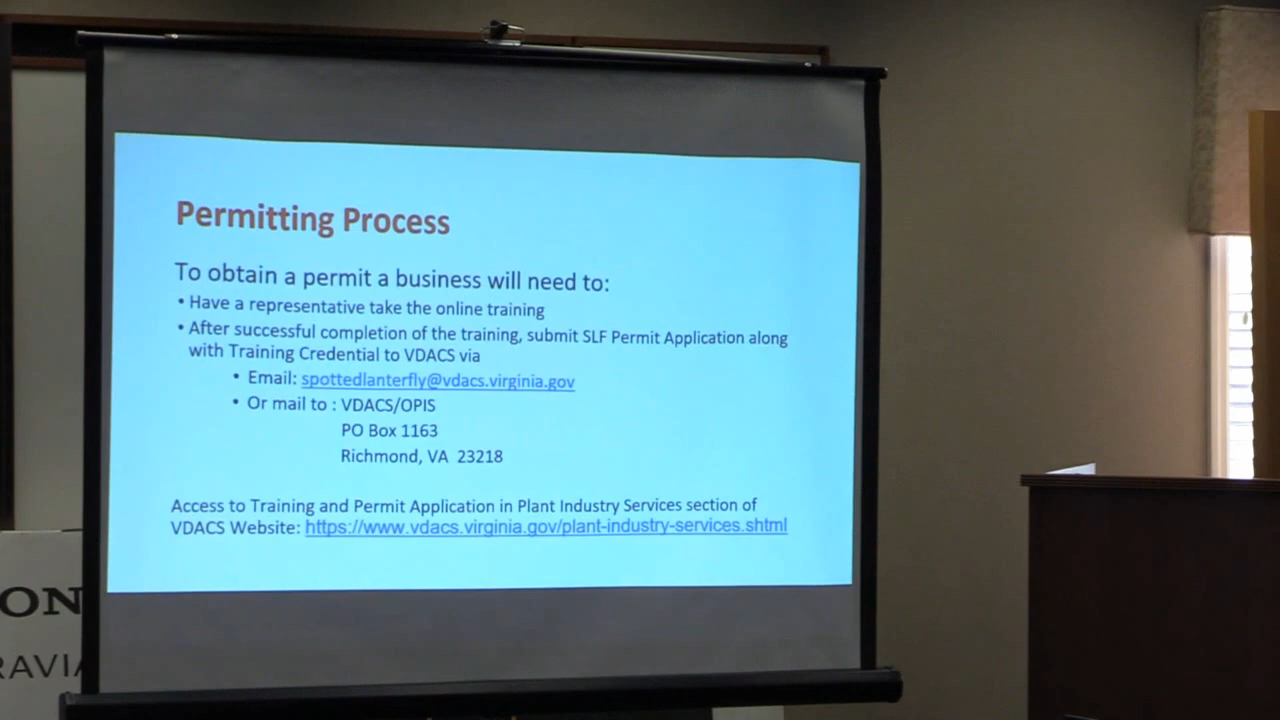 Permitting Process
To obtain a permit a business will need to:
• Have a representative take the online training
• After successful completion of the training, submit SLF Permit Application along
with Training Credential to VDACS via
• Email: spottedlanterfly@vdacs.virginia.gov
• Or mail to : VDACS/OPIS
PO Box 1163
Richmond, VA 23218
Access to Training and Permit Application in Plant Industry Services section of
VDACS Website: https://www.vdacs.virginia.gov/plant-industry-services.shtml
ON
RAVIA